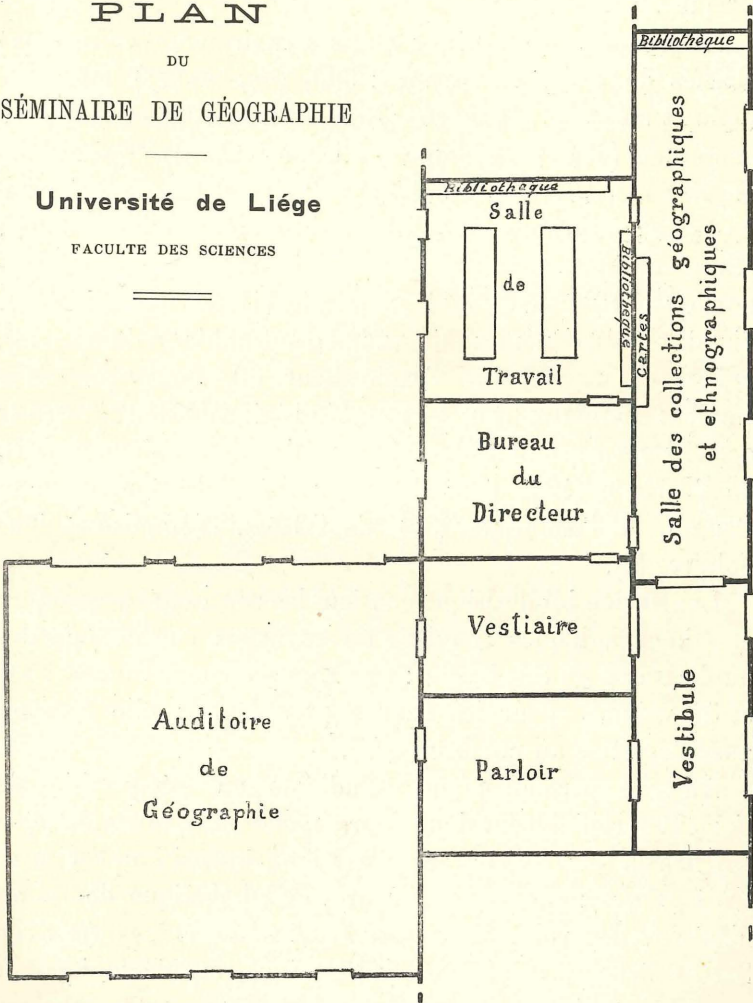 PLAN
DU
SÉMINAIRE DE GÉOGRAPHIE
Université de Liége
FACULTE DES SCIENCES
Bibliothèque
Salle des collections géographiques
et ethnographiques
Bibliothèque
Salle
de
Travail
Bibliothèque
Cartes
Bureau
du
Directeur
Vestiaire
Vestibule
Parloir
Auditoire
de
Géographie